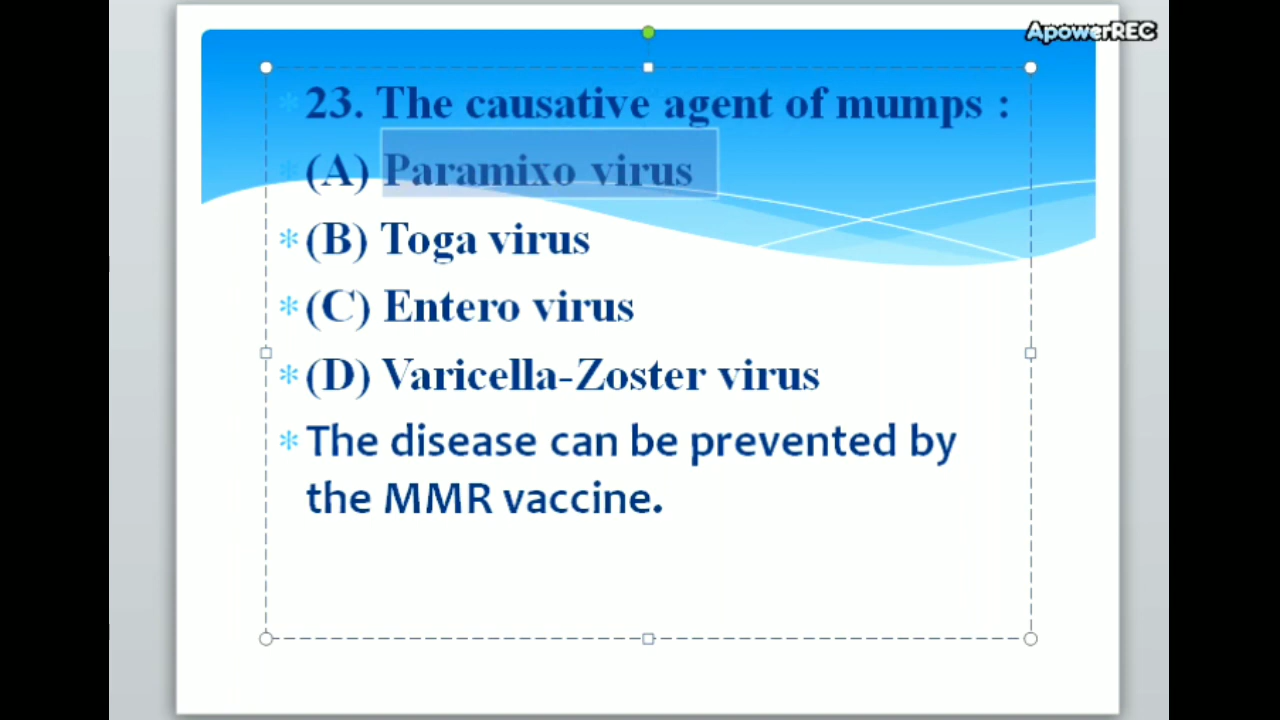 ApowerREC
* 23. The causative agent of mumps :
* (A) Paramixo virus
* (B) Toga virus
* (C) Entero virus
* (D) Varicella-Zoster virus
* The disease can be prevented by
the MMR vaccine.